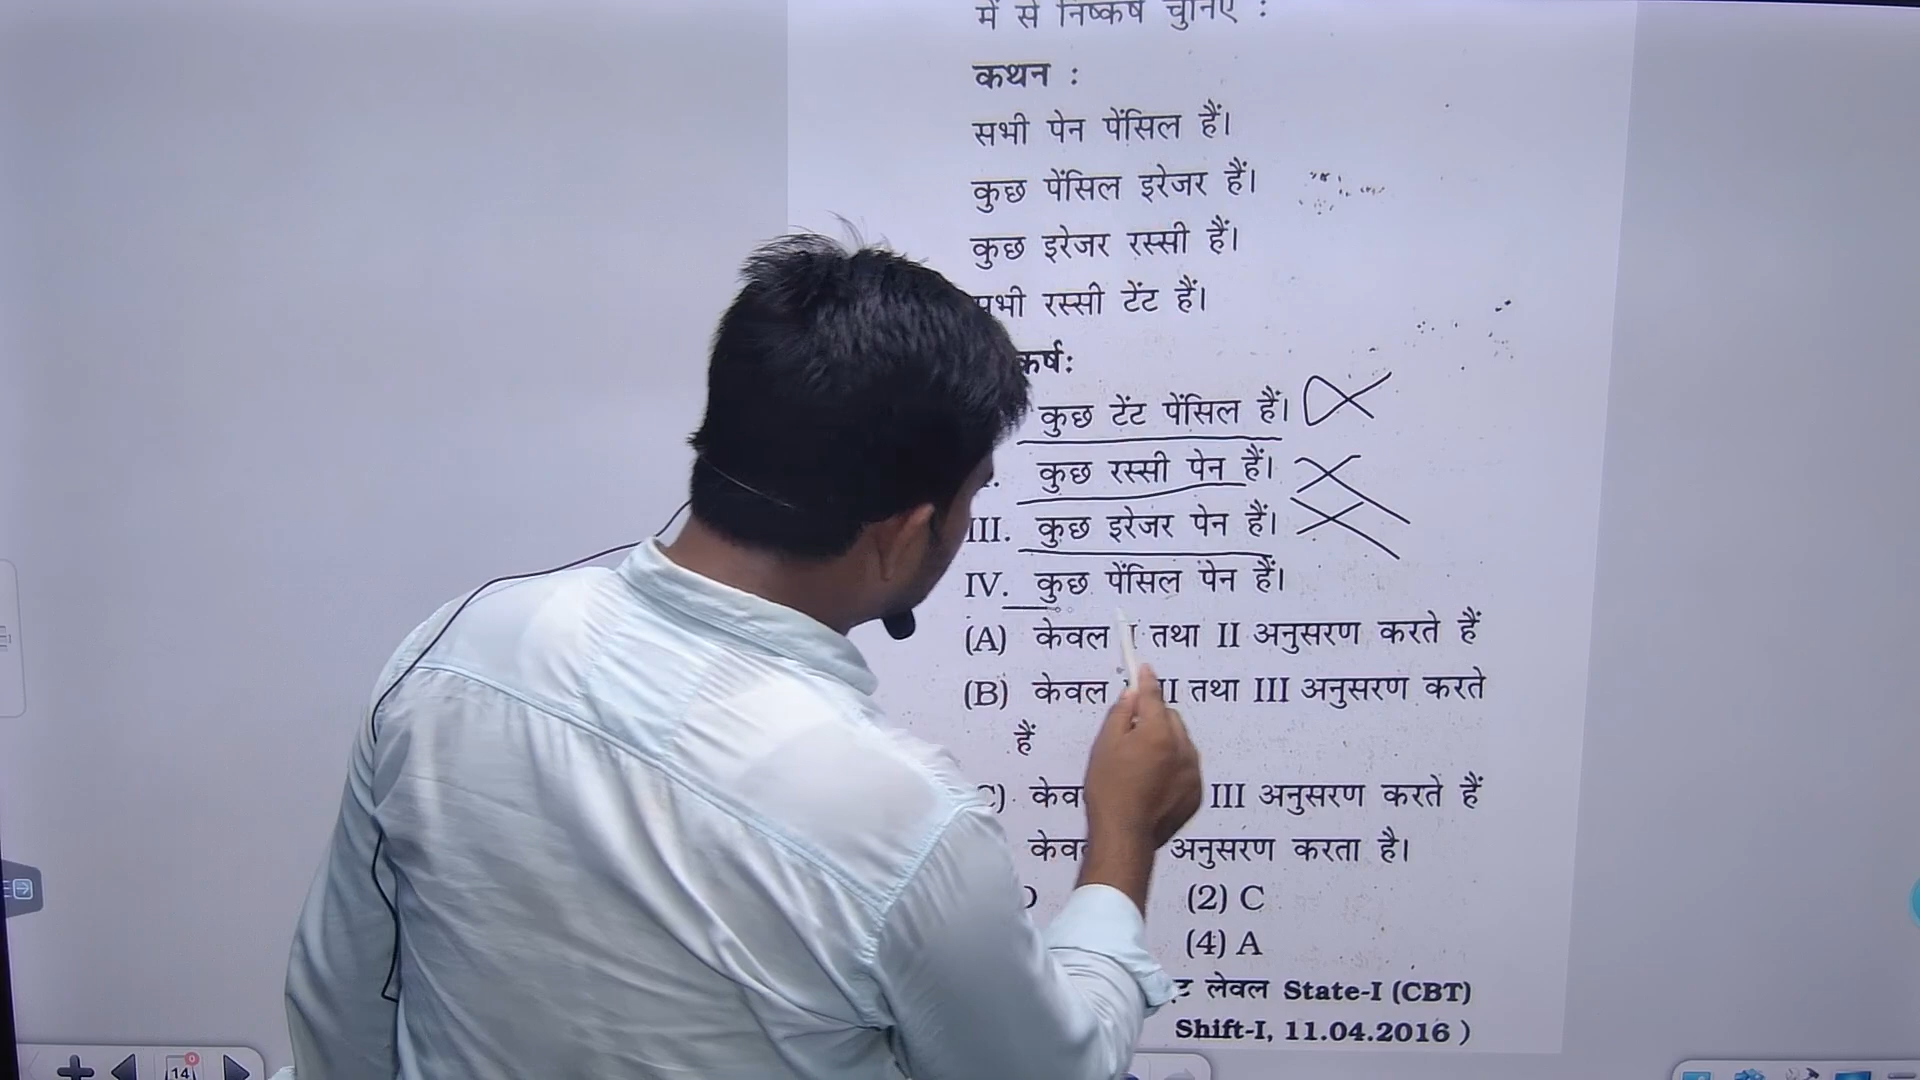 में से निष्कर्ष चुनिए :
कथन :
सभी पेन पेंसिल हैं।
कुछ पेंसिल इरेजर हैं।
कुछ इरेजर रस्सी हैं।
सभी रस्सी टेंट हैं।
कुछ टेंट पेंसिल हैं।
कुछ रस्सी पेन हैं।
III. कुछ इरेजर पेन हैं।
IV. कुछ पेंसिल पेन हैं।
(A) केवल तथा II अनुसरण करते हैं
(B) केवल तथा III अनुसरण करते
हैं
केवल III अनुसरण करते हैं
केवल अनुसरण करता है।
(2) C
(4) A
लेवल State-I (CBT)
Shift-I, 11.04.2016 )
14